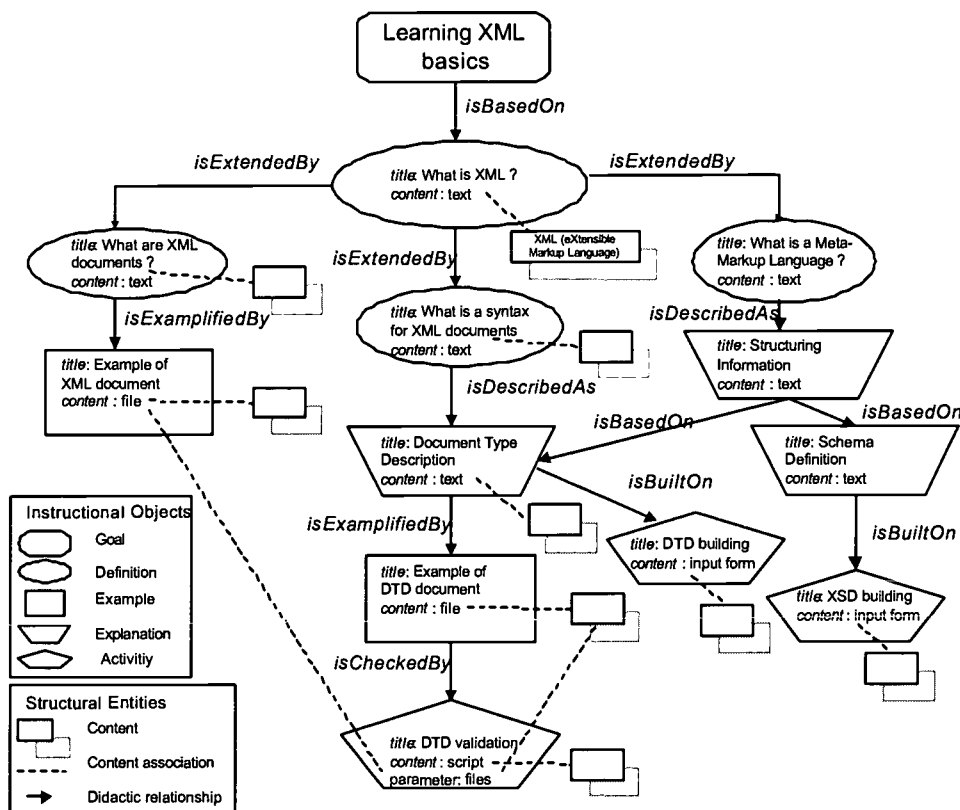 Learning XML
basics
isBasedOn
isExtendedBy
isExtendedBy
title: What is XML ?
content : text
XML (eXtensible
Markup Language)
title: What are XML
documents ?
content : text
isExtendedBy
title: What is a Meta-
Markup Language ?
content : text
isExamplifiedBy
title: What is a syntax
for XML documents
content : text
isDescribedAs
title: Example of
XML document
content : file
isDescribedAs
title: Structuring
Information
content : text
isBasedOn
isBasedOn
title: Document Type
Description
content : text
title: Schema
Definition
content : text
isBuiltOn
isExamplifiedBy
isBuiltOn
title: DTD building
content : input form
title: Example of
DTD document
content : file
title: XSD building
content : input form
isCheckedBy
title: DTD validation
content : script
parameter: files
Instructional Objects
Goal
Definition
Example
Explanation
Activitiy
Structural Entities
Content
Content association
Didactic relationship